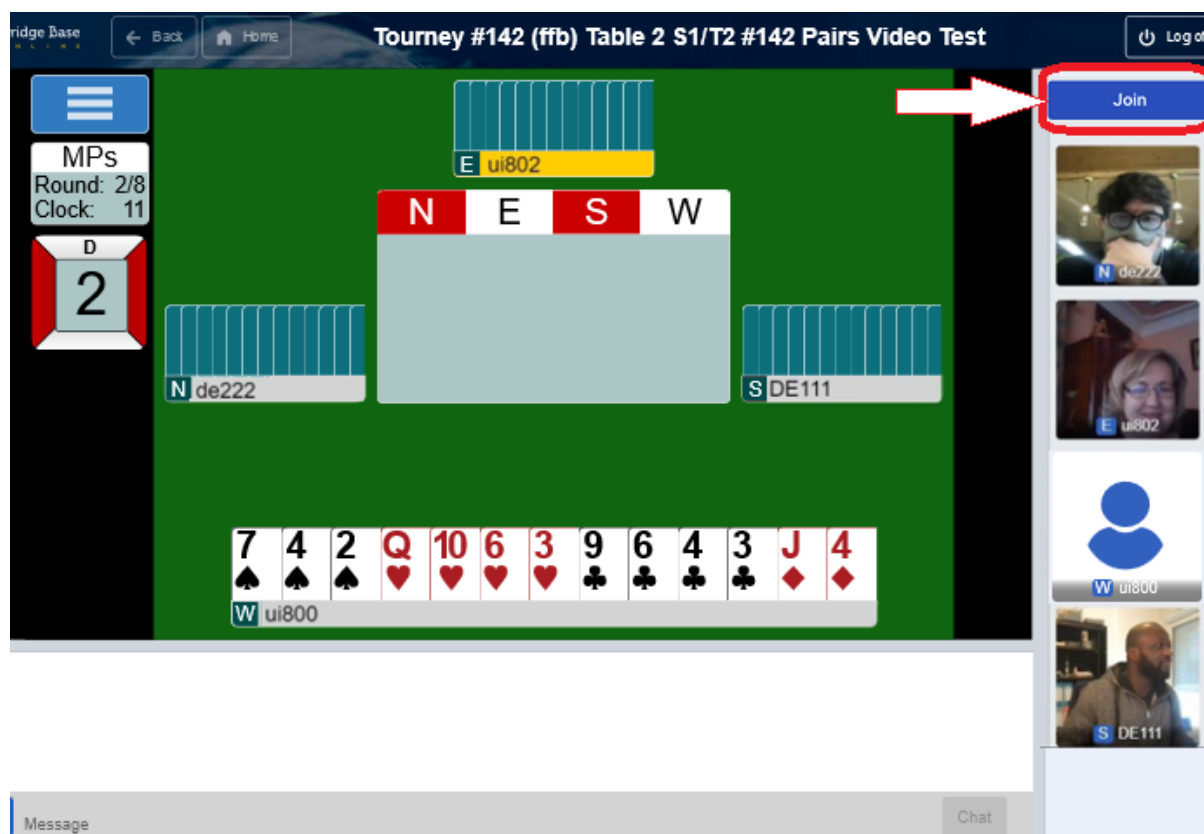 ridge Base
N L I N E
Back
Home
Tourney #142 (ffb) Table 2 S1/T2 #142 Pairs Video Test
Log of
Join
MPs
Round: 2/8
Clock: 11
D
2
E ui802
N E S W
N de222
S DE111
7 4 2 Q 10 6 3 9 6 4 3 J 4
W ui800
N de222
E ui802
W ui800
S DE111
Message
Chat